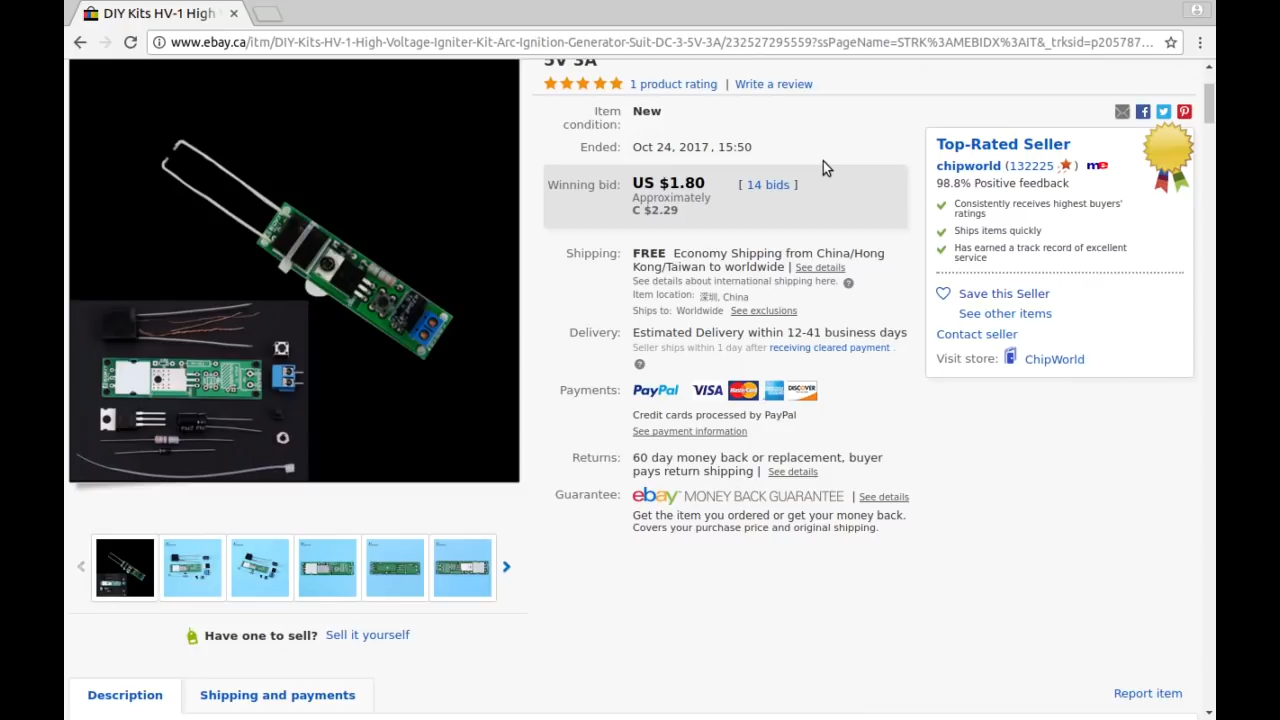 DIY Kits HV-1 High
www.ebay.ca/itm/DIY-Kits-HV-1-High-Voltage-Igniter-Kit-Arc-Ignition-Generator-Suit-DC-3-5V-3A/232527295559?ssPageName=STRK%3AMEBIDX%3AIT&_trksid=p205787...
5V 3A
1 product rating | Write a review
Item condition: New
Ended: Oct 24, 2017, 15:50
Winning bid: US $1.80 [ 14 bids ]
Approximately
C $2.29
Shipping: FREE Economy Shipping from China/Hong
Kong/Taiwan to worldwide | See details
See details about international shipping here.
Item location: 深圳, China
Ships to: Worldwide See exclusions
Delivery: Estimated Delivery within 12-41 business days
Seller ships within 1 day after receiving cleared payment .
Payments: PayPal VISA MasterCard DISCOVER
Credit cards processed by PayPal
See payment information
Returns: 60 day money back or replacement, buyer
pays return shipping | See details
Guarantee: ebay MONEY BACK GUARANTEE | See details
Get the item you ordered or get your money back.
Covers your purchase price and original shipping.
Top-Rated Seller
chipworld (132225 ) me
98.8% Positive feedback
Consistently receives highest buyers'
ratings
Ships items quickly
Has earned a track record of excellent
service
Save this Seller
See other items
Contact seller
Visit store: ChipWorld
Have one to sell? Sell it yourself
Description
Shipping and payments
Report item